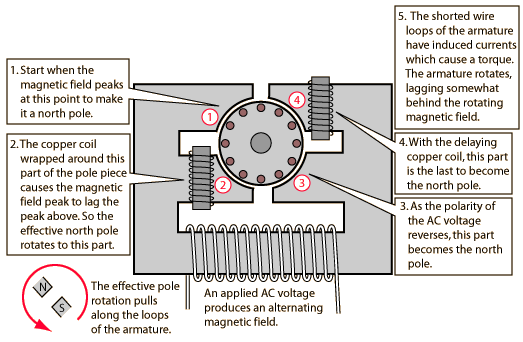 1. Start when the
magnetic field peaks
at this point to make
it a north pole.
2. The copper coil
wrapped around this
part of the pole piece
causes the magnetic
field peak to lag the
peak above. So the
effective north pole
rotates to this part.
5. The shorted wire
loops of the armature
have induced currents
which cause a torque.
The armature rotates,
lagging somewhat
behind the rotating
magnetic field.
4. With the delaying
copper coil, this part
is the last to become
the north pole.
3. As the polarity of
the AC voltage
reverses, this part
becomes the north
pole.
1
4
2
3
N
S
The effective pole
rotation pulls
along the loops
of the armature.
An applied AC voltage
produces an alternating
magnetic field.